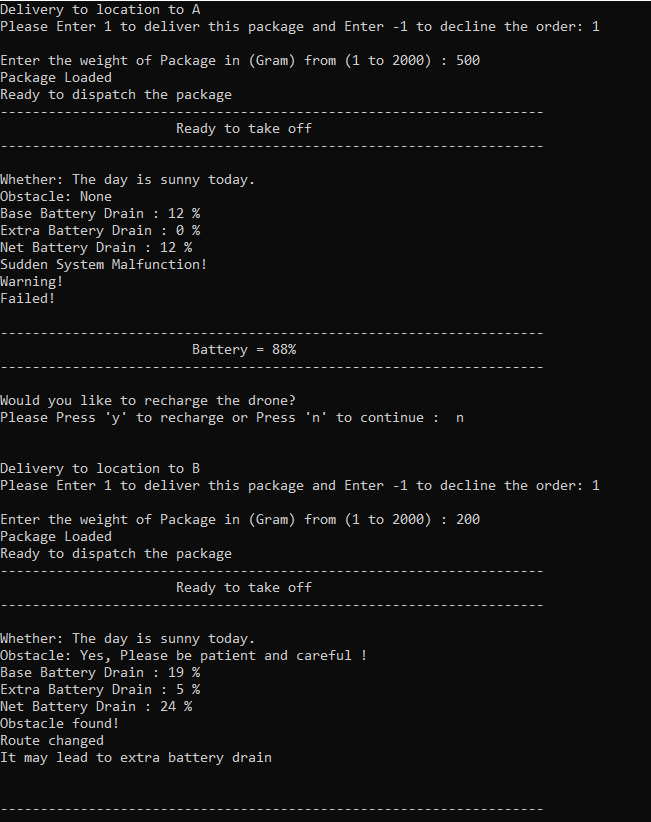 Delivery to location to A
Please Enter 1 to deliver this package and Enter -1 to decline the order: 1
Enter the weight of Package in (Gram) from (1 to 2000) : 500
Package Loaded
Ready to dispatch the package
--------------------------------------------------------------------
Ready to take off
--------------------------------------------------------------------
Whether: The day is sunny today.
Obstacle: None
Base Battery Drain : 12 %
Extra Battery Drain : 0 %
Net Battery Drain : 12 %
Sudden System Malfunction!
Warning!
Failed!
--------------------------------------------------------------------
Battery = 88%
--------------------------------------------------------------------
Would you like to recharge the drone?
Please Press 'y' to recharge or Press 'n' to continue :  n
Delivery to location to B
Please Enter 1 to deliver this package and Enter -1 to decline the order: 1
Enter the weight of Package in (Gram) from (1 to 2000) : 200
Package Loaded
Ready to dispatch the package
--------------------------------------------------------------------
Ready to take off
--------------------------------------------------------------------
Whether: The day is sunny today.
Obstacle: Yes, Please be patient and careful !
Base Battery Drain : 19 %
Extra Battery Drain : 5 %
Net Battery Drain : 24 %
Obstacle found!
Route changed
It may lead to extra battery drain
--------------------------------------------------------------------